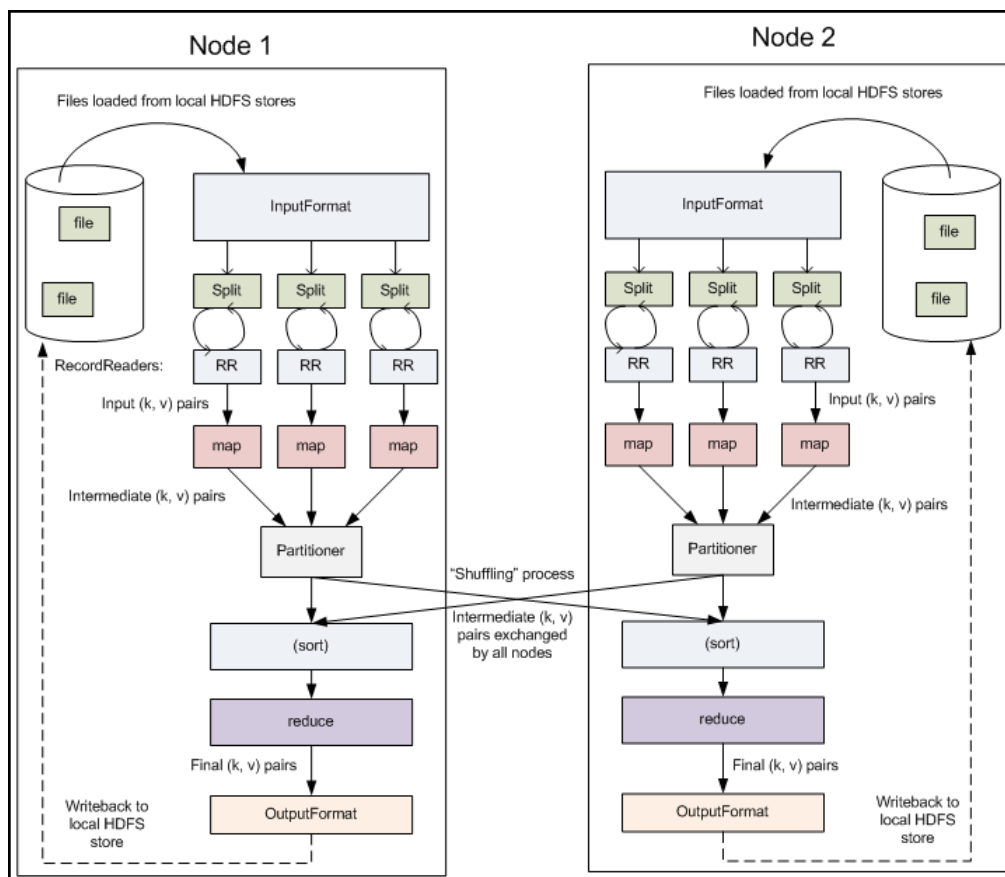 Node 1
Files loaded from local HDFS stores
InputFormat
file
file
Split Split Split
RecordReaders:
RR RR RR
Input (k, v) pairs
map map map
Intermediate (k, v) pairs
Partitioner
(sort)
reduce
Final (k, v) pairs
OutputFormat
Writeback to
local HDFS
store
"Shuffling" process
Intermediate (k, v)
pairs exchanged
by all nodes
Node 2
Files loaded from local HDFS stores
InputFormat
file
file
Split Split Split
RR RR RR
Input (k, v) pairs
map map map
Intermediate (k, v) pairs
Partitioner
(sort)
reduce
Final (k, v) pairs
OutputFormat
Writeback to
local HDFS
store